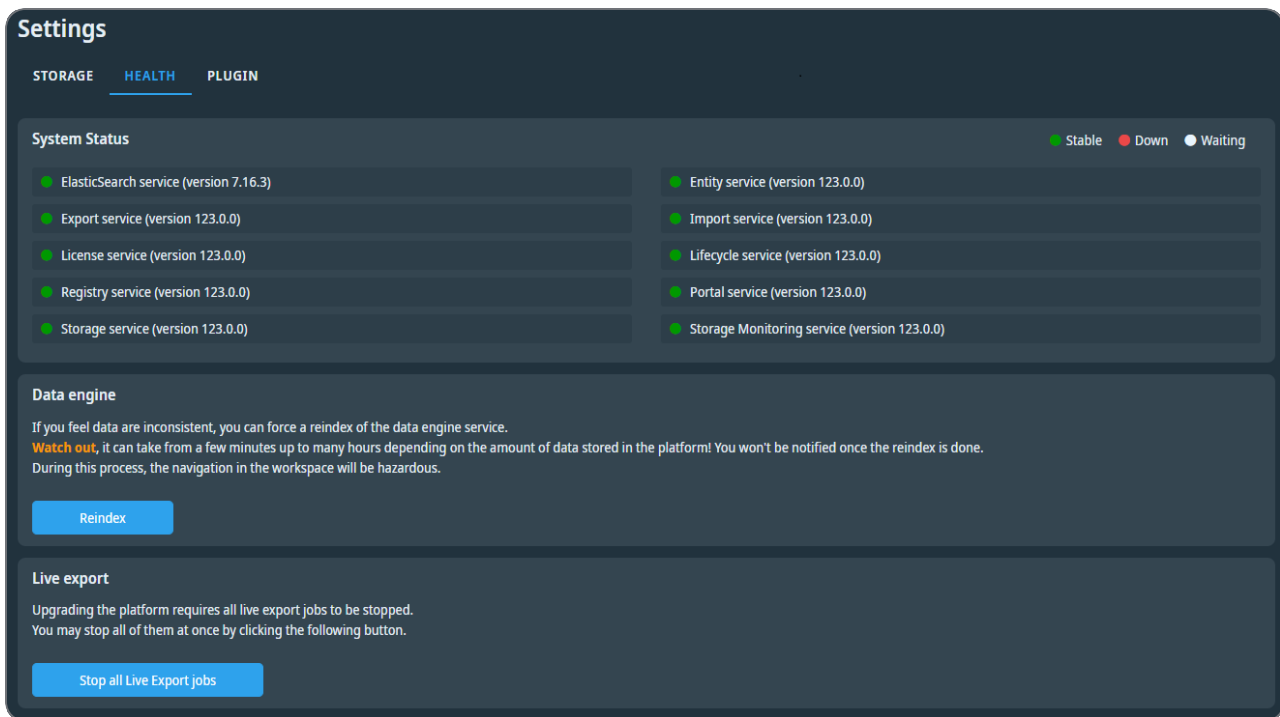 Settings
STORAGE HEALTH PLUGIN
System Status
Stable Down Waiting
ElasticSearch service (version 7.16.3)
Entity service (version 123.0.0)
Export service (version 123.0.0)
Import service (version 123.0.0)
License service (version 123.0.0)
Lifecycle service (version 123.0.0)
Registry service (version 123.0.0)
Portal service (version 123.0.0)
Storage service (version 123.0.0)
Storage Monitoring service (version 123.0.0)
Data engine
If you feel data are inconsistent, you can force a reindex of the data engine service.
Watch out, it can take from a few minutes up to many hours depending on the amount of data stored in the platform! You won't be notified once the reindex is done.
During this process, the navigation in the workspace will be hazardous.
Reindex
Live export
Upgrading the platform requires all live export jobs to be stopped.
You may stop all of them at once by clicking the following button.
Stop all Live Export jobs